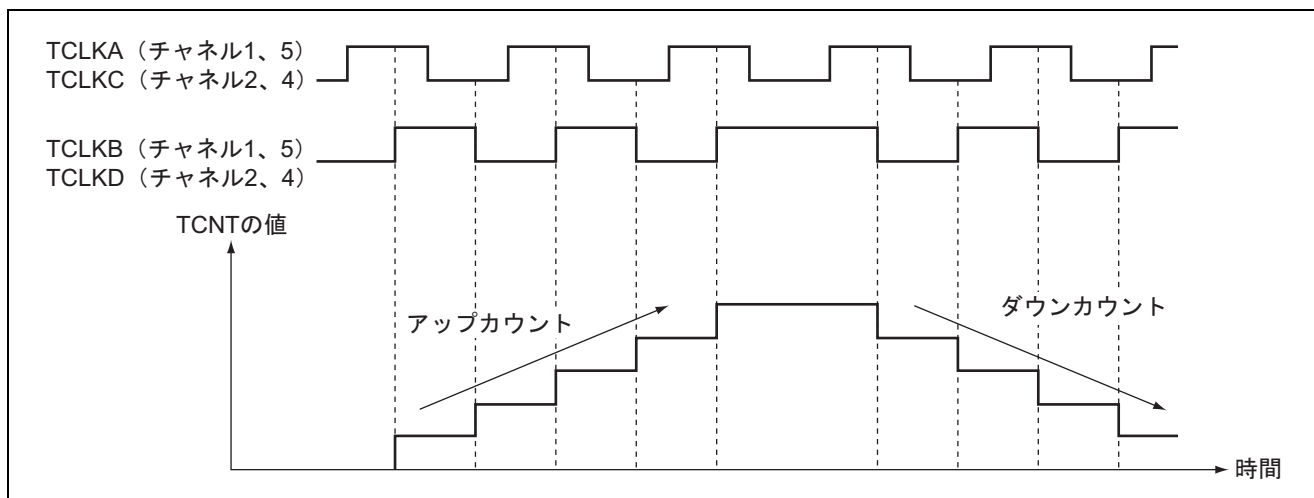 TCLKA（チャネル1、5）
TCLKC（チャネル2、4）
TCLKB（チャネル1、5）
TCLKD（チャネル2、4）
TCNTの値
アップカウント
ダウンカウント
時間